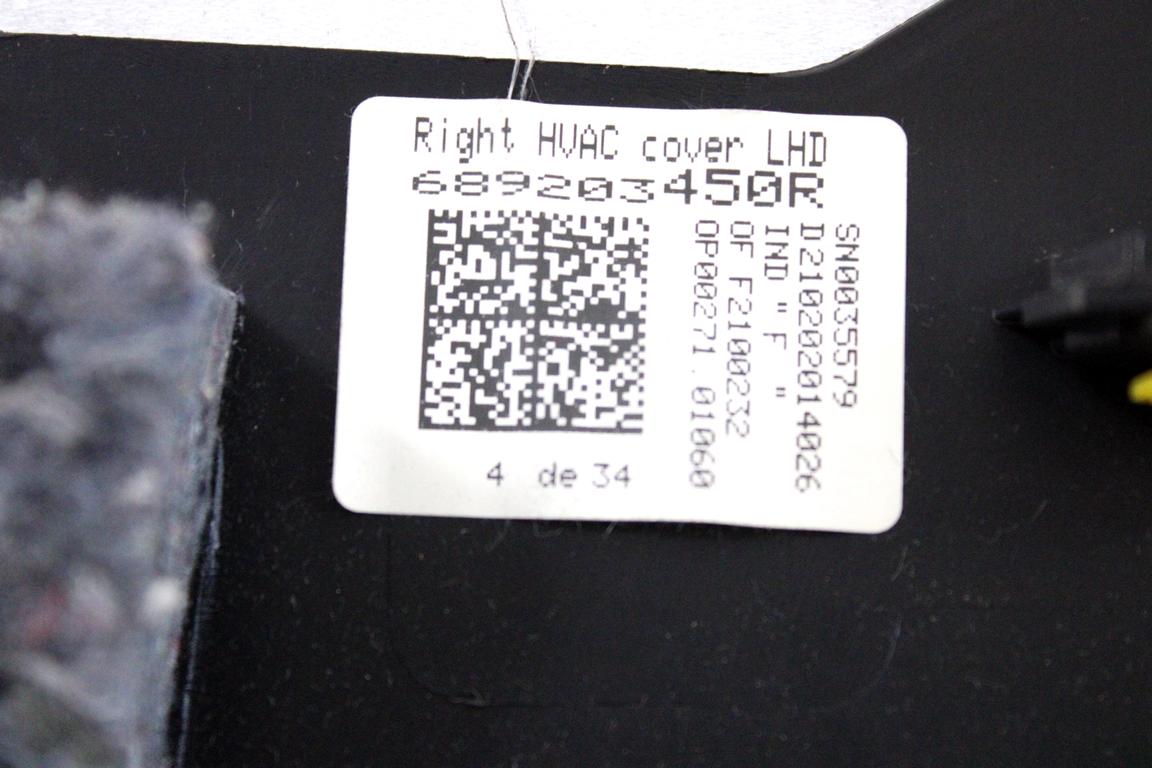 Right HVAC cover LHD
689203450R
SN0035579
D210202014026
IND "F"
OF F2100232
OP00271.01060
4 de 34